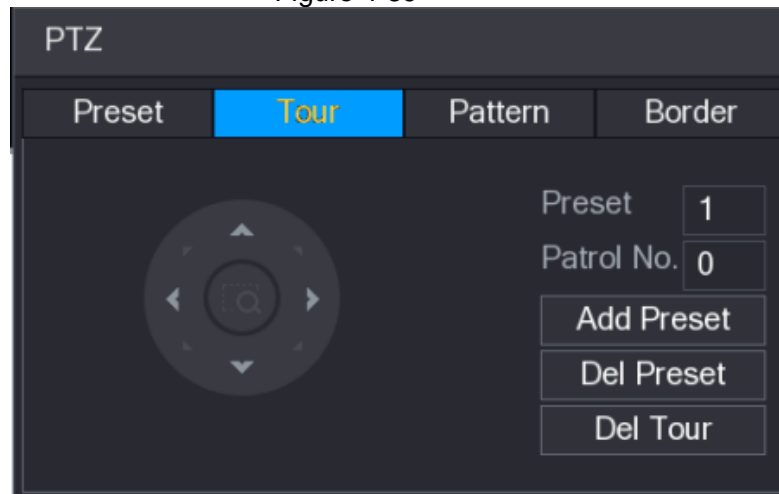 PTZ
Preset Tour Pattern Border
Preset 1
Patrol No. 0
Add Preset
Del Preset
Del Tour